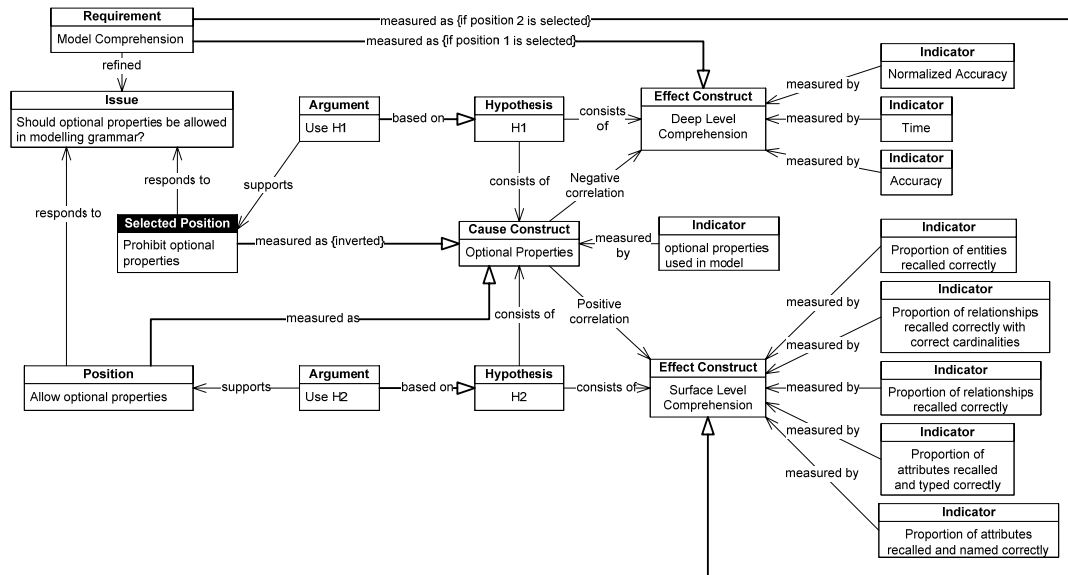 Requirement
Model Comprehension
measured as {if position 2 is selected}
measured as {if position 1 is selected}
refined
Issue
Should optional properties be allowed
in modelling grammar?
Argument
Use H1
based on
Hypothesis
H1
consists
of
Effect Construct
Deep Level
Comprehension
measured by
Indicator
Normalized Accuracy
measured by
Indicator
Time
measured by
Indicator
Accuracy
responds to
responds to
supports
consists of
Negative
correlation
Selected Position
Prohibit optional
properties
measured as {inverted}
Cause Construct
Optional Properties
measured
by
Indicator
optional properties
used in model
measured as
consists of
Positive
correlation
Position
Allow optional properties
supports
Argument
Use H2
based on
Hypothesis
H2
consists of
Effect Construct
Surface Level
Comprehension
measured by
Indicator
Proportion of entities
recalled correctly
measured by
Indicator
Proportion of relationships
recalled correctly with
correct cardinalities
measured by
Indicator
Proportion of relationships
recalled correctly
measured by
Indicator
Proportion of
attributes recalled
and typed correctly
measured by
Indicator
Proportion of attributes
recalled and named correctly